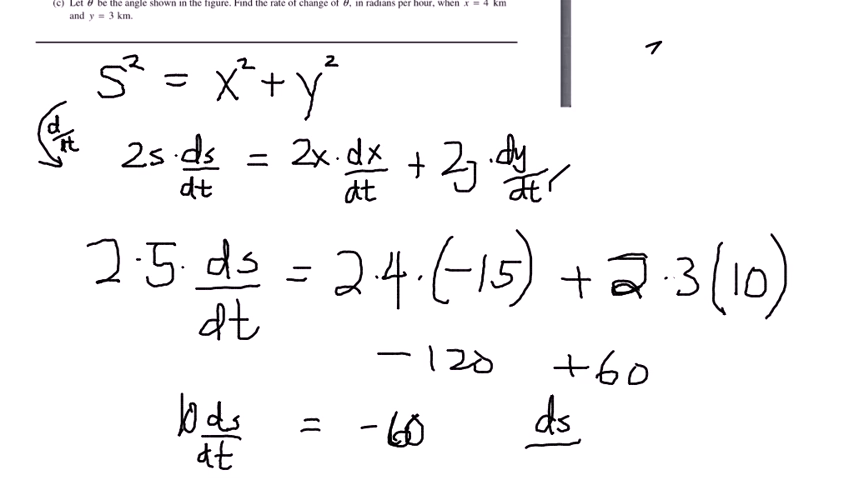 (c) Let θ be the angle shown in the figure. Find the rate of change of θ, in radians per hour, when x = 4 km
and y = 3 km.
S² = x² + y²
d/dt
2s · ds/dt = 2x · dx/dt + 2y · dy/dt
2·5· ds/dt = 2·4·(-15) + 2·3(10)
-120 +60
10 ds/dt = -60 ds